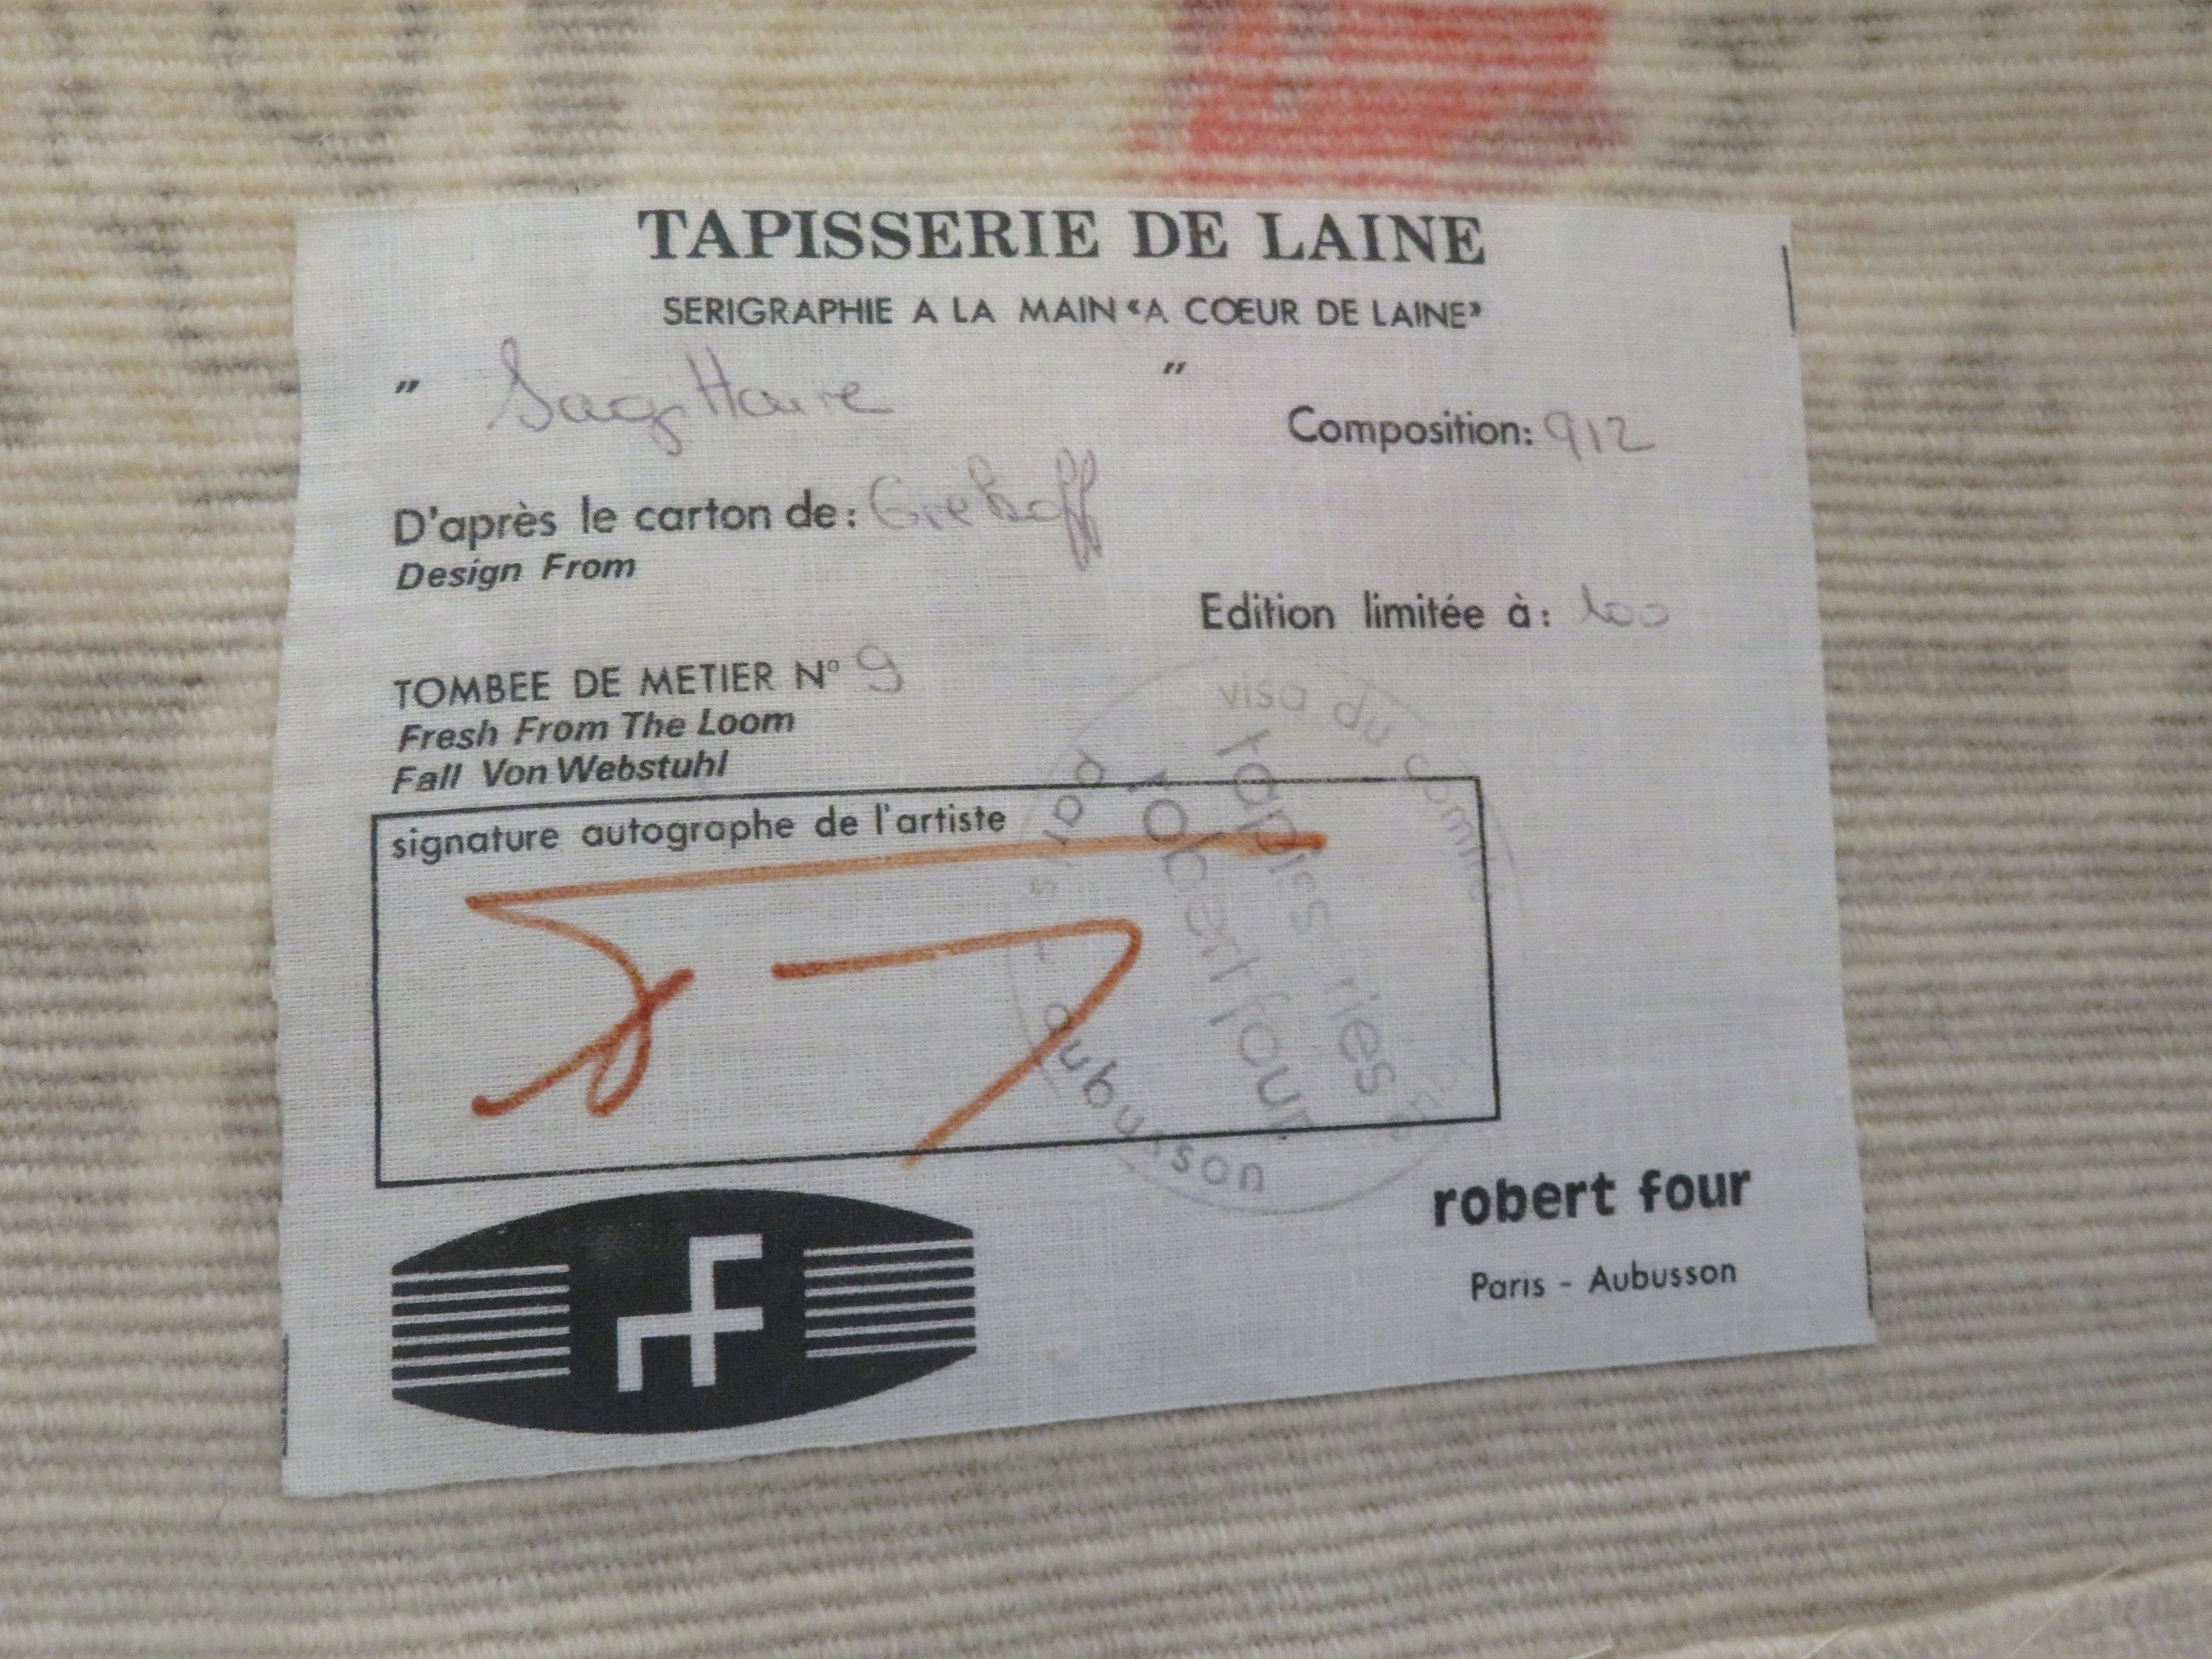 TAPISSERIE DE LAINE
SERIGRAPHIE A LA MAIN «A COEUR DE LAINE»
" Sagittaire "
Composition: 912
D'après le carton de: Grekoff
Design From
Edition limitée à: 100
TOMBEE DE METIER N° 9
Fresh From The Loom
Fall Von Webstuhl
signature autographe de l'artiste
visa du comité
tapisseries
robert four
paris - aubusson
robert four
Paris - Aubusson